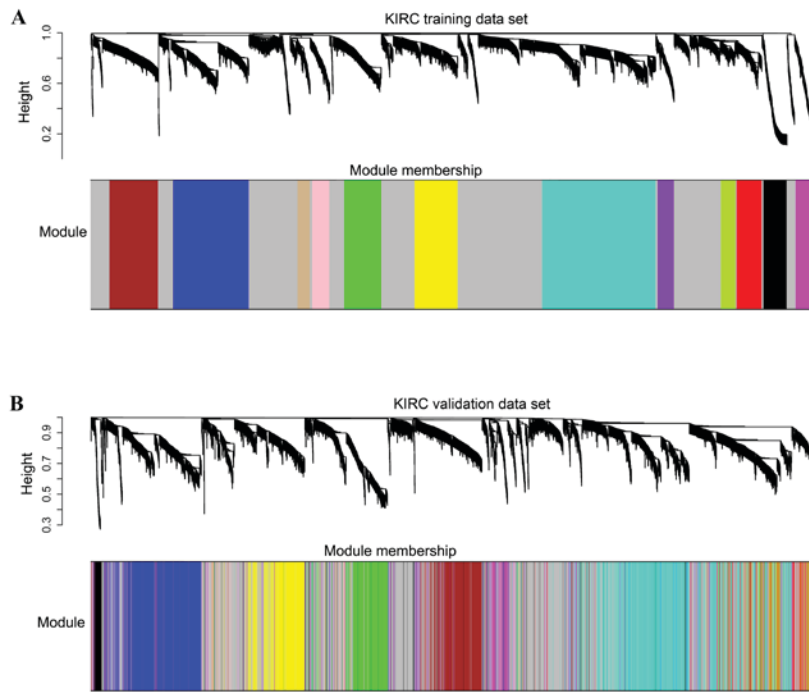 A
KIRC training data set
1.0
0.6
0.2
Height
Module membership
Module
B
KIRC validation data set
0.9
0.7
0.5
0.3
Height
Module membership
Module